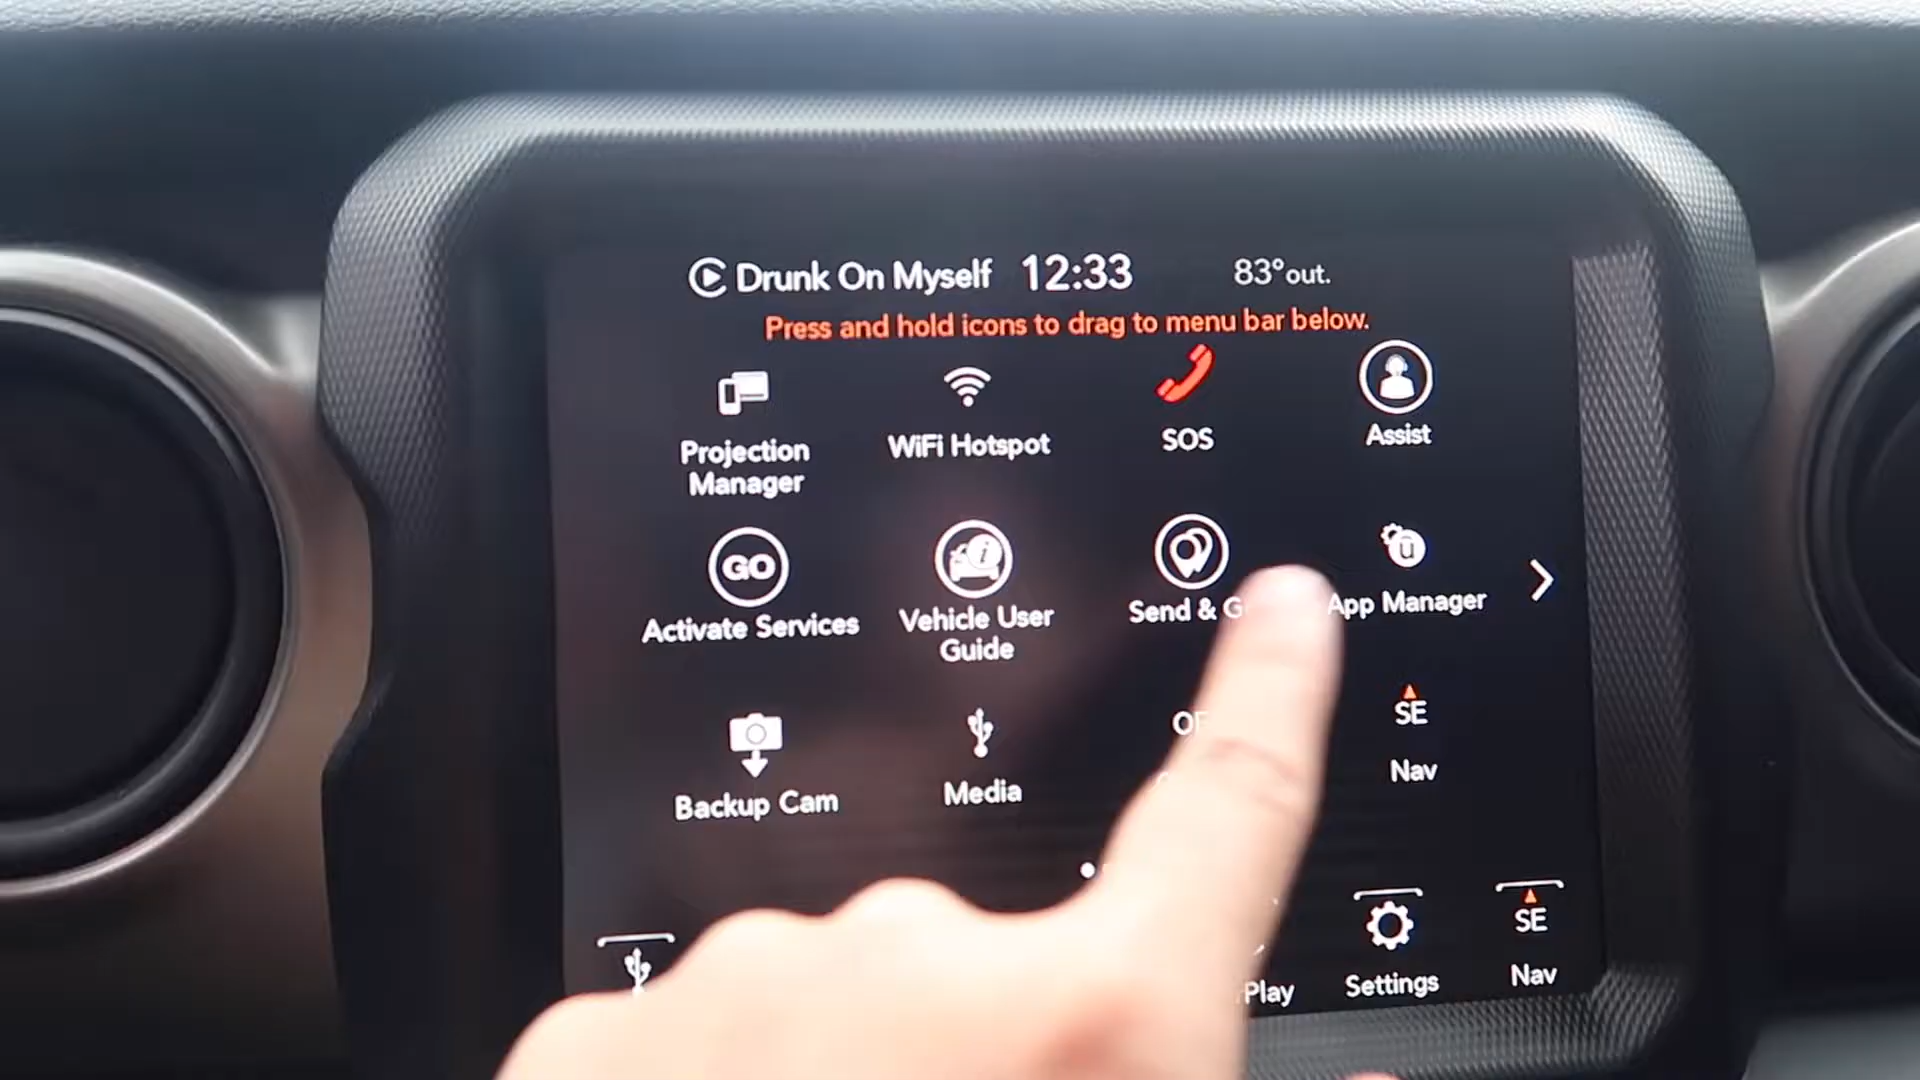 Drunk On Myself 12:33 83°out.
Press and hold icons to drag to menu bar below.
Projection
Manager
WiFi Hotspot
SOS
Assist
GO
Activate Services
i
Vehicle User
Guide
Send & G
u
App Manager
Backup Cam
Media
SE
Nav
Play
Settings
SE
Nav